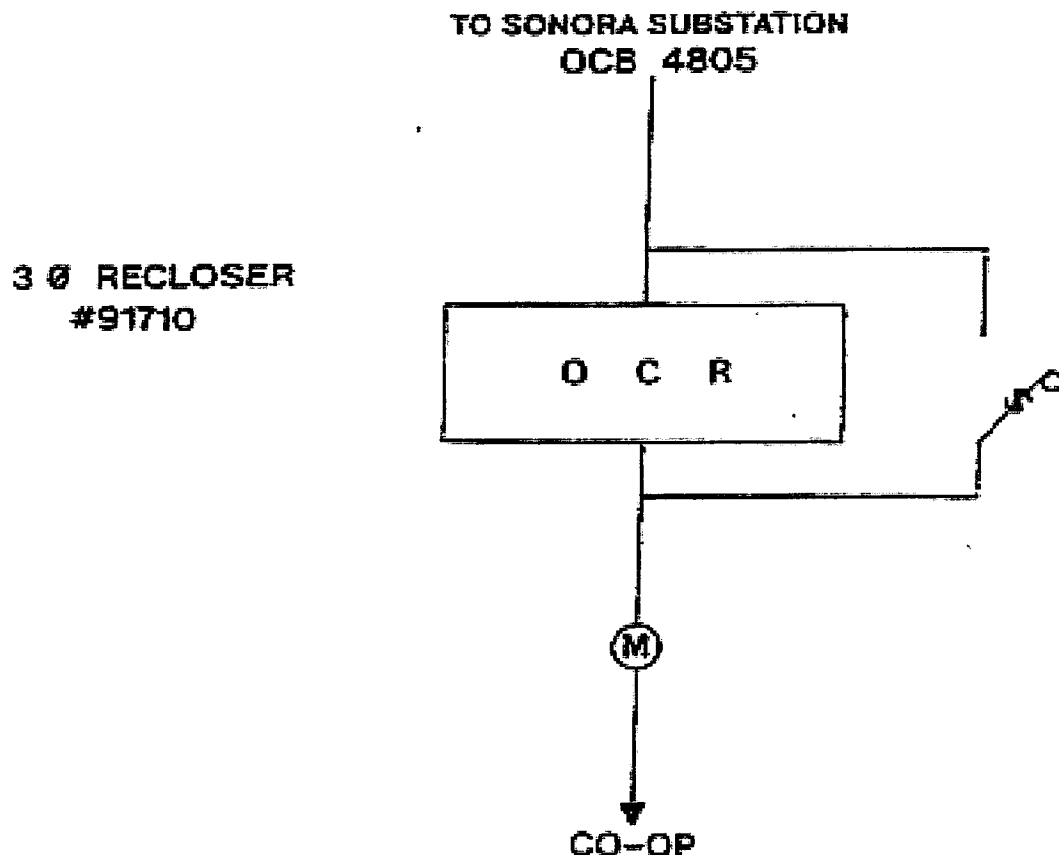 TO SONORA SUBSTATION
OCB 4805
3 Ø RECLOSER
#91710
O C R
M
CO-OP